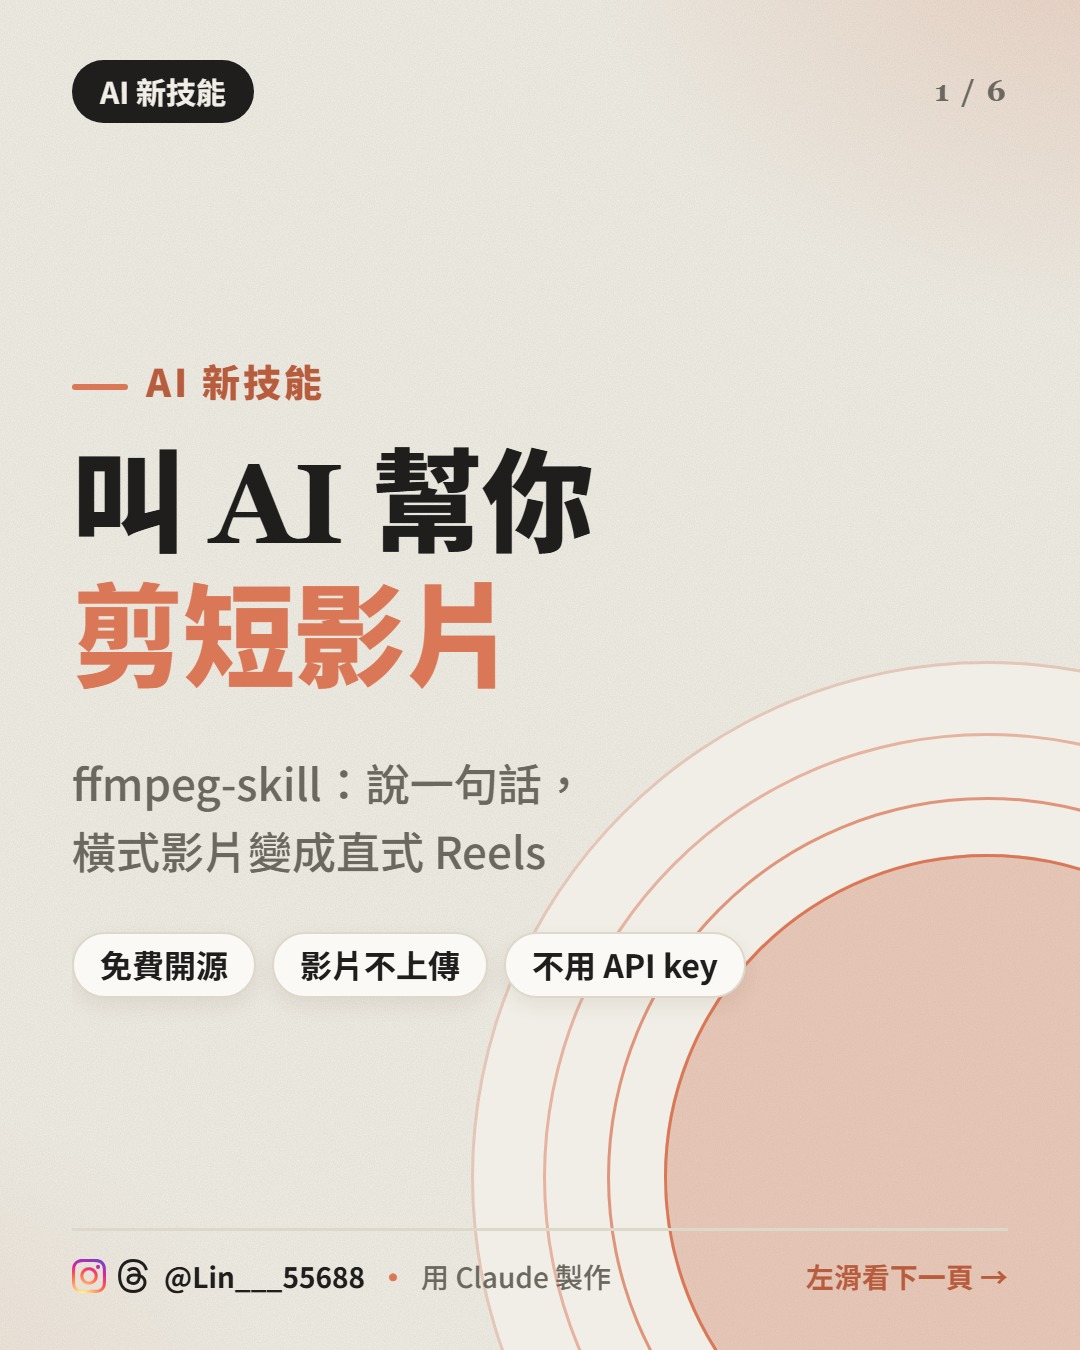 AI 新技能
1 / 6
AI 新技能
叫 AI 幫你
剪短影片
ffmpeg-skill：說一句話，
橫式影片變成直式 Reels
免費開源
影片不上傳
不用 API key
@Lin___55688 • 用 Claude 製作
左滑看下一頁 →